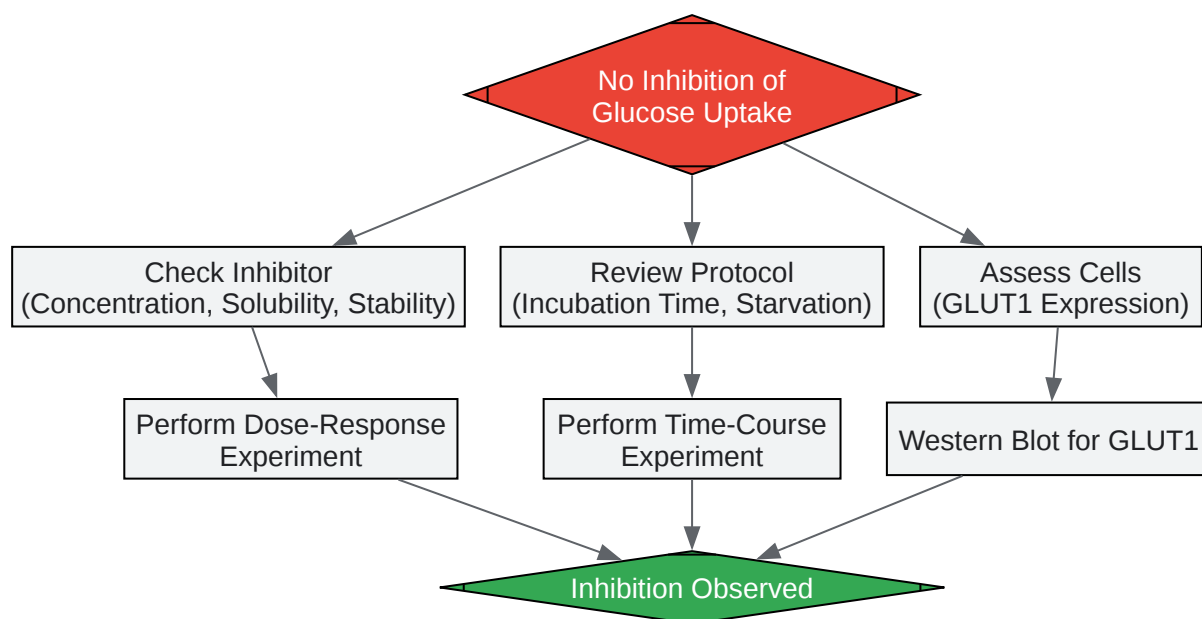 No Inhibition of
Glucose Uptake
Check Inhibitor
(Concentration, Solubility, Stability)
Review Protocol
(Incubation Time, Starvation)
Assess Cells
(GLUT1 Expression)
Perform Dose-Response
Experiment
Perform Time-Course
Experiment
Western Blot for GLUT1
Inhibition Observed